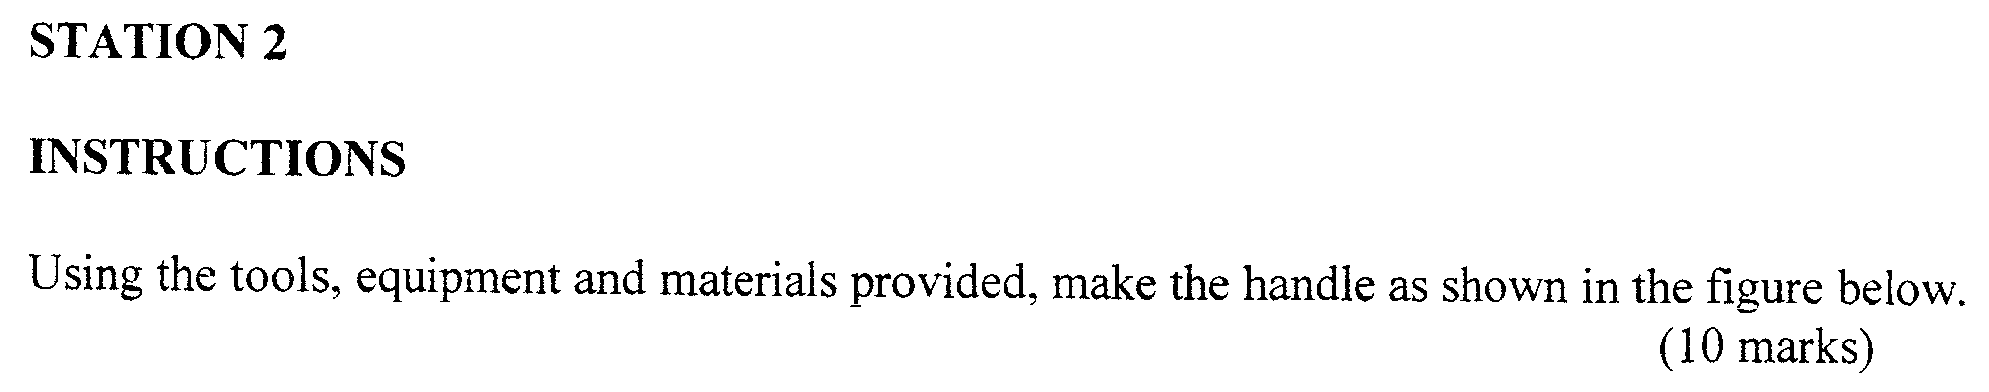 STATION 2
INSTRUCTIONS
Using the tools, equipment and materials provided, make the handle as shown in the figure below.
(10 marks)